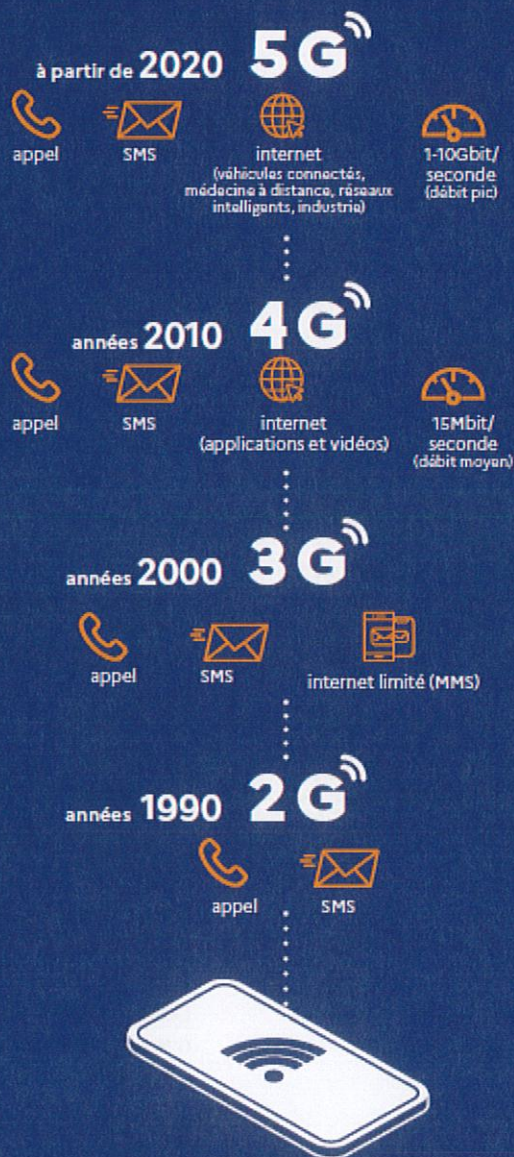 à partir de 2020 5G
appel
SMS
internet
(véhicules connectés,
médecine à distance, réseaux
intelligents, industrie)
1-10Gbit/
seconde
(débit pic)
années 2010 4G
appel
SMS
internet
(applications et vidéos)
15Mbit/
seconde
(débit moyen)
années 2000 3G
appel
SMS
internet limité (MMS)
années 1990 2G
appel
SMS